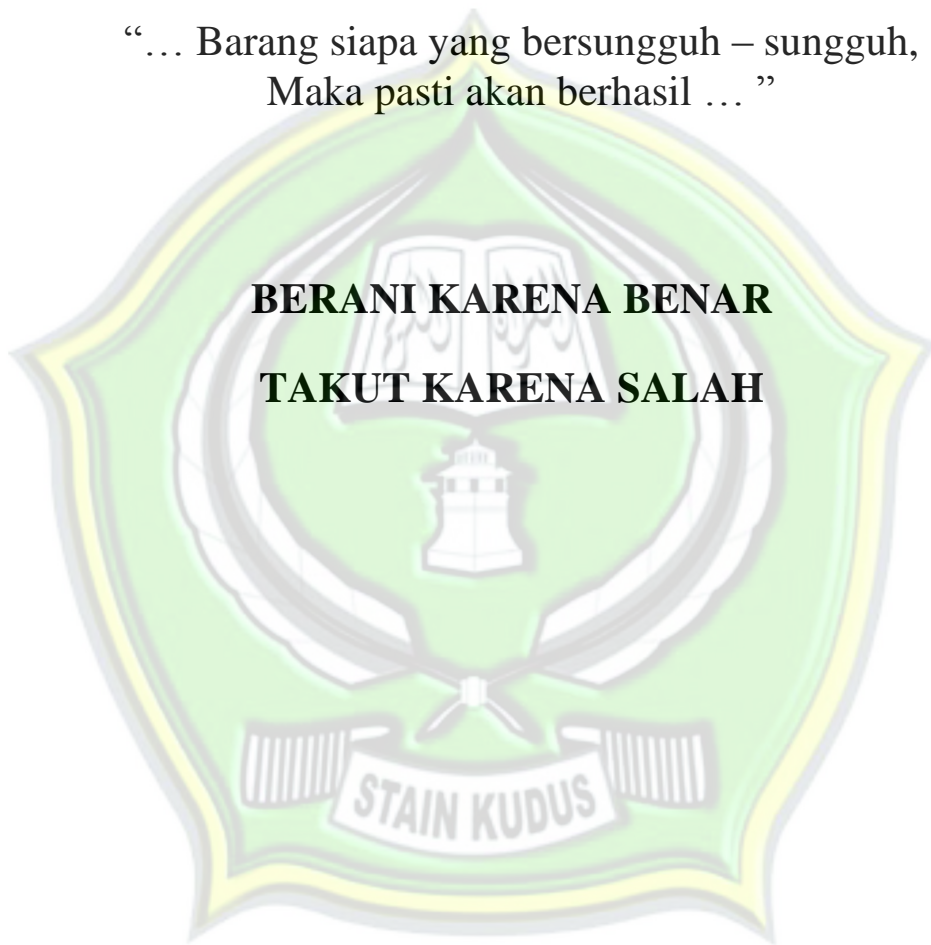 “… Barang siapa yang bersungguh – sungguh,
Maka pasti akan berhasil … ”
BERANI KARENA BENAR
TAKUT KARENA SALAH
STAIN KUDUS